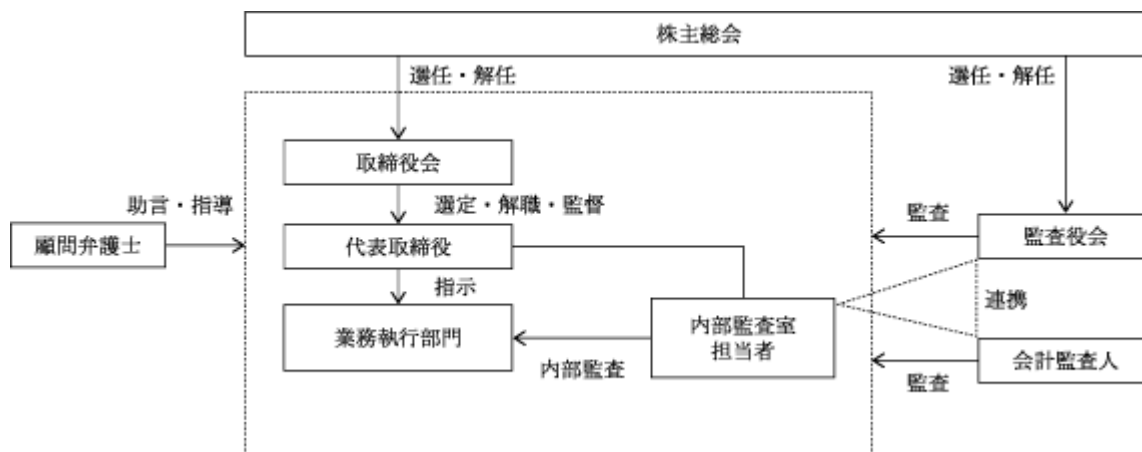 株主総会
選任・解任
選任・解任
取締役会
助言・指導
選定・解職・監督
監査
顧問弁護士
代表取締役
監査役会
指示
連携
業務執行部門
内部監査室
担当者
内部監査
会計監査人
監査